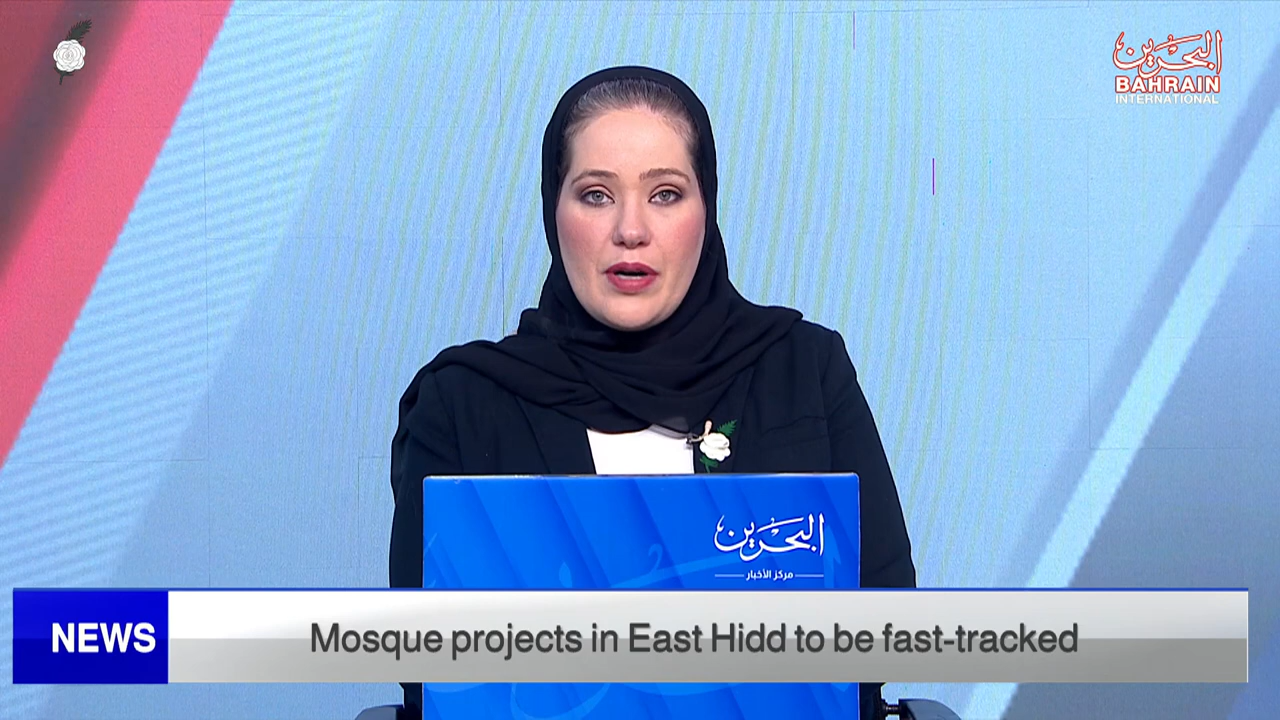 البحرين
BAHRAIN
INTERNATIONAL
البحرين
مركز الأخبار
NEWS
Mosque projects in East Hidd to be fast-tracked